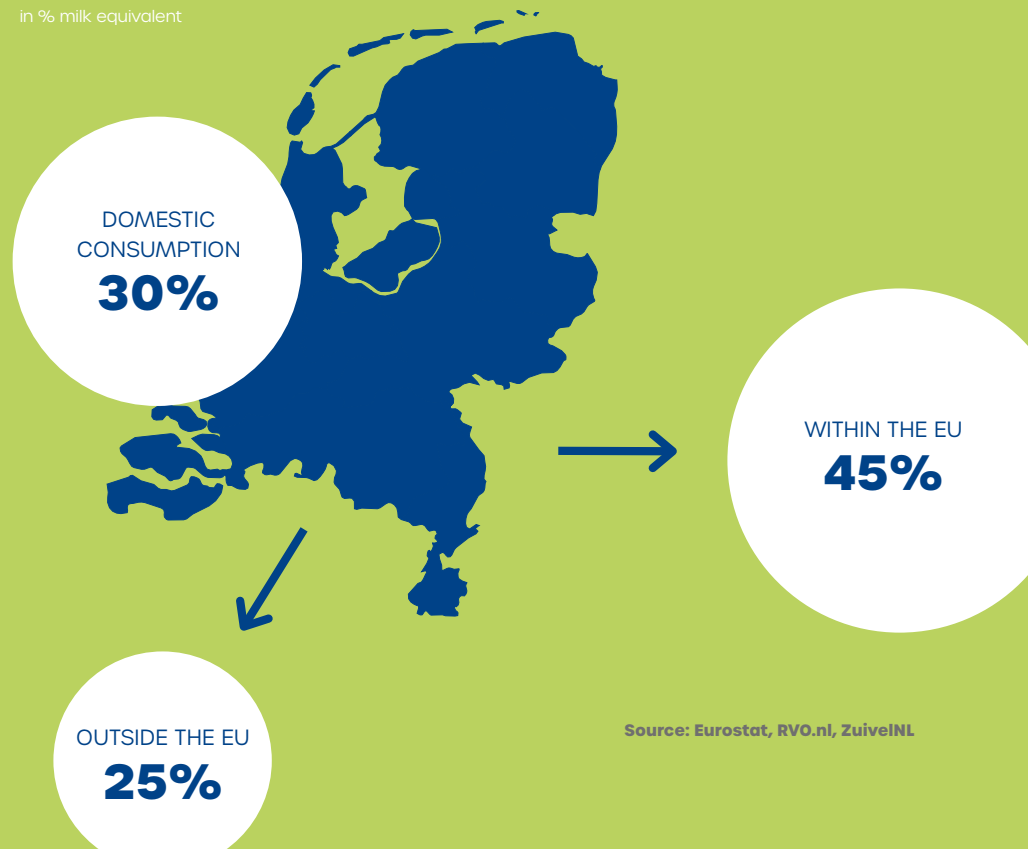 in % milk equivalent
DOMESTIC
CONSUMPTION
30%
WITHIN THE EU
45%
OUTSIDE THE EU
25%
Source: Eurostat, RVO.nl, ZuivelNL